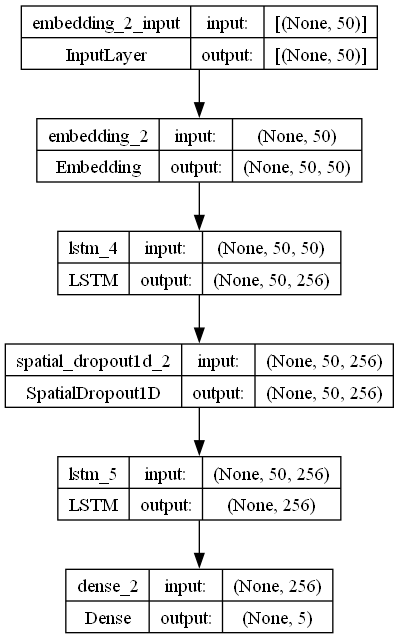 embedding_2_input input: [(None, 50)]
InputLayer output: [(None, 50)]
embedding_2 input: (None, 50)
Embedding output: (None, 50, 50)
lstm_4 input: (None, 50, 50)
LSTM output: (None, 50, 256)
spatial_dropout1d_2 input: (None, 50, 256)
SpatialDropout1D output: (None, 50, 256)
lstm_5 input: (None, 50, 256)
LSTM output: (None, 256)
dense_2 input: (None, 256)
Dense output: (None, 5)